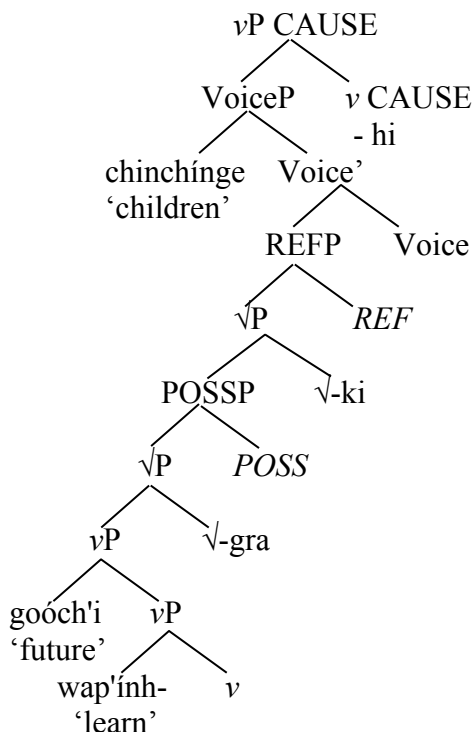 vP CAUSE
VoiceP v CAUSE
- hi
chinchínge Voice’
‘children’
REFP Voice
√P REF
POSSP √-ki
√P POSS
vP √-gra
goóch'i vP
‘future’
wap'ính- v
‘learn’